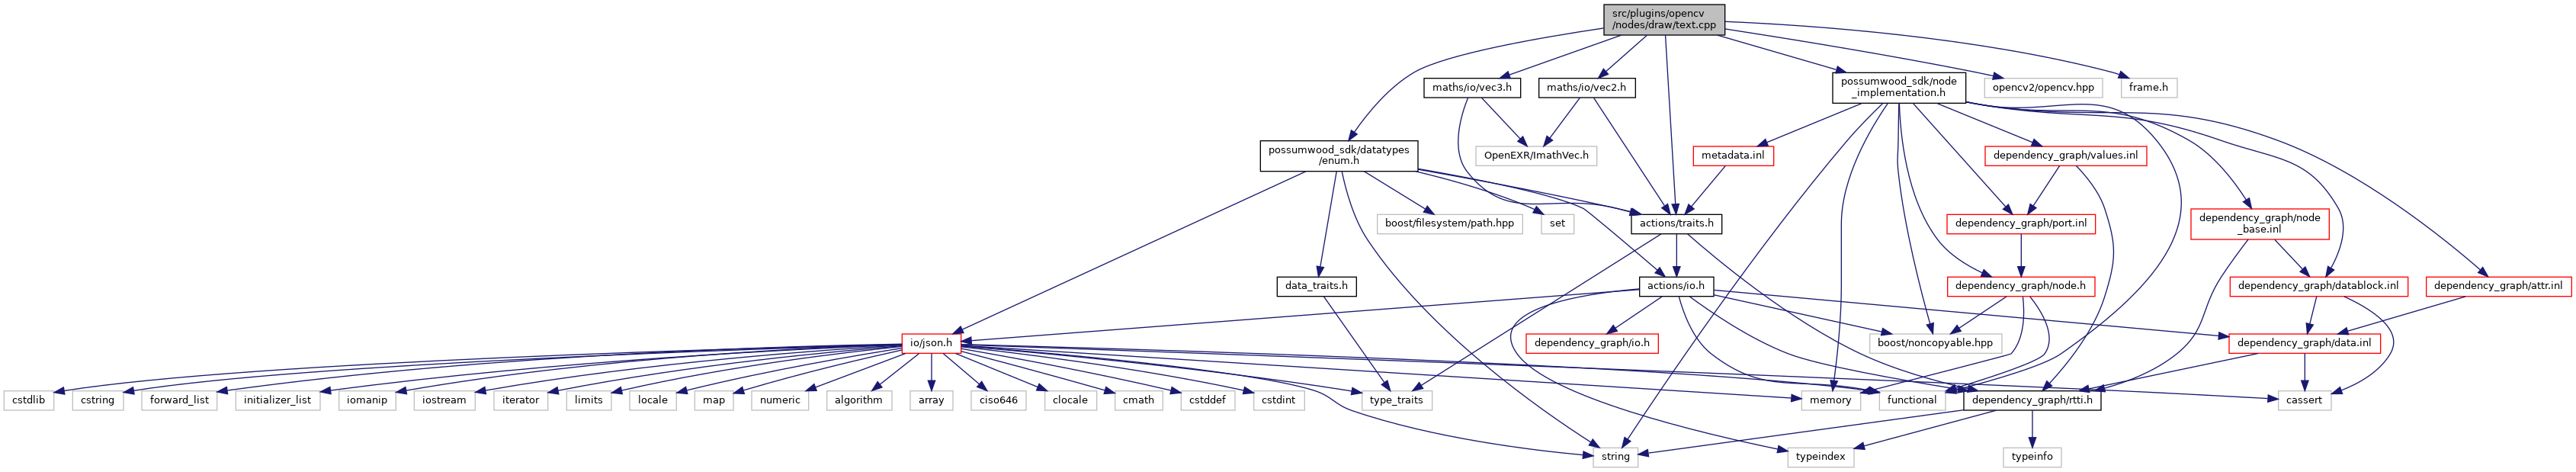 src/plugins/opencv
/nodes/draw/text.cpp
maths/io/vec3.h
maths/io/vec2.h
possumwood_sdk/node
_implementation.h
opencv2/opencv.hpp
frame.h
possumwood_sdk/datatypes
/enum.h
OpenEXR/ImathVec.h
metadata.inl
dependency_graph/values.inl
boost/filesystem/path.hpp
set
actions/traits.h
dependency_graph/port.inl
dependency_graph/node
_base.inl
data_traits.h
actions/io.h
dependency_graph/node.h
dependency_graph/datablock.inl
dependency_graph/attr.inl
io/json.h
dependency_graph/io.h
boost/noncopyable.hpp
dependency_graph/data.inl
cstdlib
cstring
forward_list
initializer_list
iomanip
iostream
iterator
limits
locale
map
numeric
algorithm
array
ciso646
clocale
cmath
cstddef
cstdint
type_traits
memory
functional
dependency_graph/rtti.h
cassert
string
typeindex
typeinfo